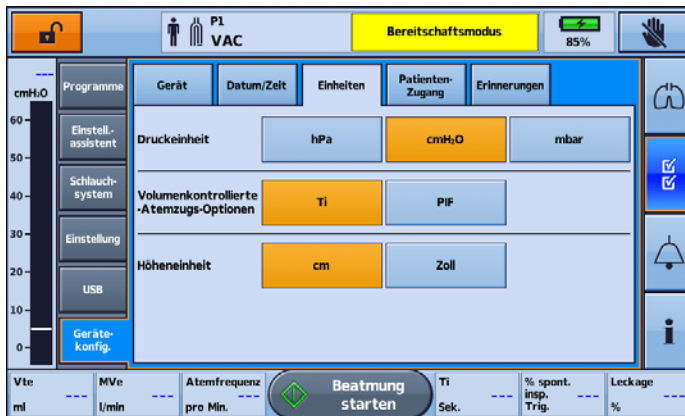 P1
VAC
Bereitschaftsmodus
85%
---
cmH₂O
60
50
40
30
20
10
0
Programme
Einstell.-
assistent
Schlauch-
system
Einstellung
USB
Geräte-
konfig.
Gerät
Datum/Zeit
Einheiten
Patienten-
Zugang
Erinnerungen
Druckeinheit
hPa
cmH₂O
mbar
Volumenkontrollierte
-Atemzugs-Optionen
Ti
PIF
Höheneinheit
cm
Zoll
Vte
---
ml
MVe
---
l/min
Atemfrequenz
---
pro Min.
Beatmung
starten
Ti
---
Sek.
% spont.
insp.
Trig.
---
Leckage
---
%